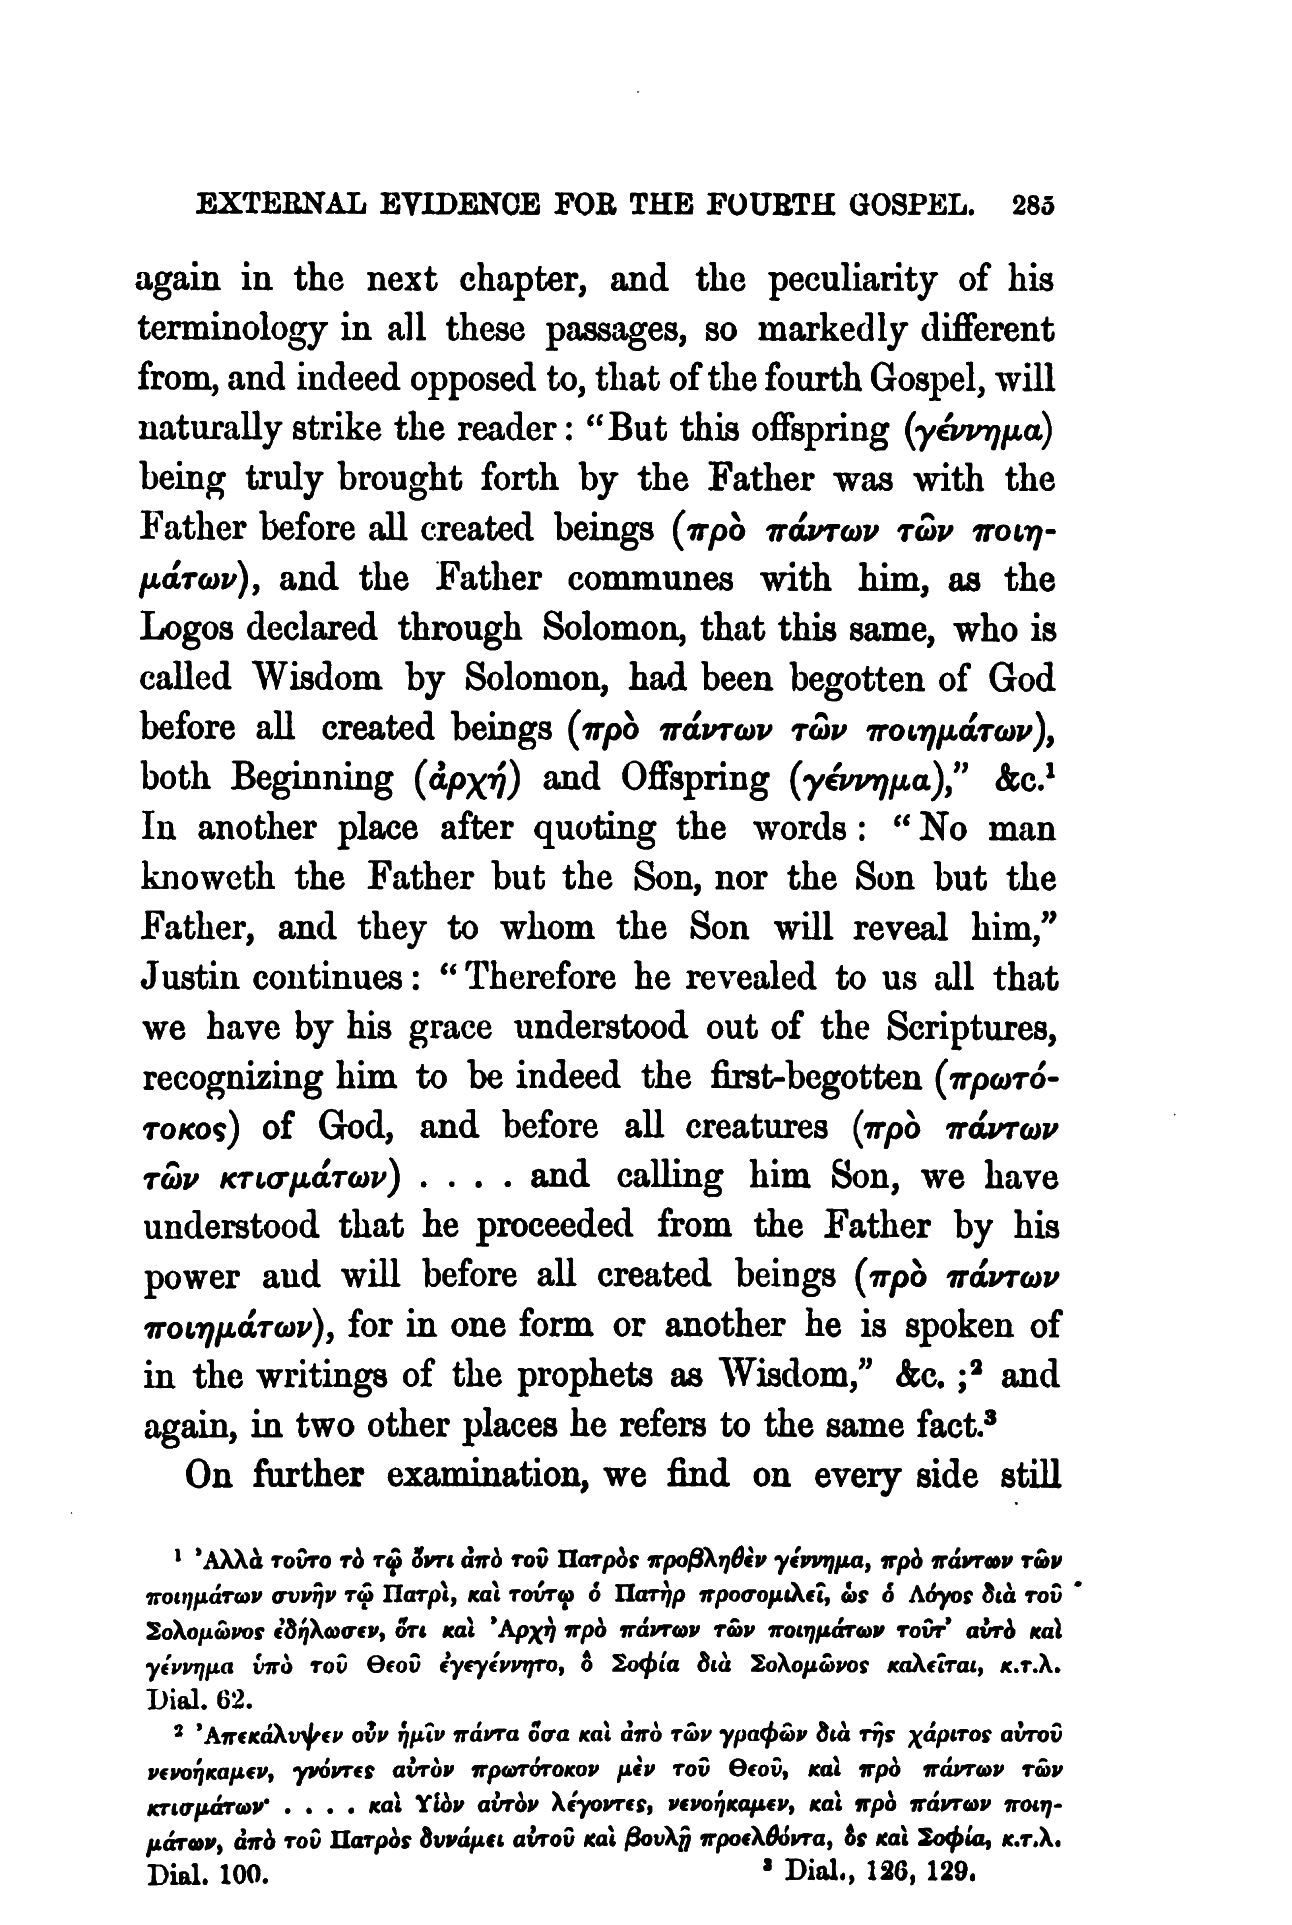 EXTERNAL EVIDENCE FOR THE FOURTH GOSPEL. 285
again in the next chapter, and the peculiarity of his
terminology in all these passages, so markedly different
from, and indeed opposed to, that of the fourth Gospel, will
naturally strike the reader : “But this offspring (γέννημα)
being truly brought forth by the Father was with the
Father before all created beings (πρὸ πάντων τῶν ποιη-
μάτων), and the Father communes with him, as the
Logos declared through Solomon, that this same, who is
called Wisdom by Solomon, had been begotten of God
before all created beings (πρὸ πάντων τῶν ποιημάτων),
both Beginning (ἀρχή) and Offspring (γέννημα),” &c.¹
In another place after quoting the words : “No man
knoweth the Father but the Son, nor the Son but the
Father, and they to whom the Son will reveal him,”
Justin continues : “Therefore he revealed to us all that
we have by his grace understood out of the Scriptures,
recognizing him to be indeed the first-begotten (πρωτό-
τοκος) of God, and before all creatures (πρὸ πάντων
τῶν κτισμάτων) . . . . and calling him Son, we have
understood that he proceeded from the Father by his
power and will before all created beings (πρὸ πάντων
ποιημάτων), for in one form or another he is spoken of
in the writings of the prophets as Wisdom,” &c. ;² and
again, in two other places he refers to the same fact.³
On further examination, we find on every side still
¹ Ἀλλὰ τοῦτο τὸ τῷ ὄντι ἀπὸ τοῦ Πατρὸς προβληθὲν γέννημα, πρὸ πάντων τῶν
ποιημάτων συνῆν τῷ Πατρὶ, καὶ τούτῳ ὁ Πατὴρ προσομιλεῖ, ὡς ὁ Λόγος διὰ τοῦ
Σολομῶνος ἐδήλωσεν, ὅτι καὶ Ἀρχὴ πρὸ πάντων τῶν ποιημάτων τοῦτ’ αὐτὸ καὶ
γέννημα ὑπὸ τοῦ Θεοῦ ἐγεγέννητο, ὃ Σοφία διὰ Σολομῶνος καλεῖται, κ.τ.λ.
Dial. 62.
² Ἀπεκάλυψεν οὖν ἡμῖν πάντα ὅσα καὶ ἀπὸ τῶν γραφῶν διὰ τῆς χάριτος αὐτοῦ
νενοήκαμεν, γνόντες αὐτὸν πρωτότοκον μὲν τοῦ Θεοῦ, καὶ πρὸ πάντων τῶν
κτισμάτων· . . . . καὶ Υἱὸν αὐτὸν λέγοντες, νενοήκαμεν, καὶ πρὸ πάντων ποιη-
μάτων, ἀπὸ τοῦ Πατρὸς δυνάμει αὐτοῦ καὶ βουλῇ προελθόντα, ὃς καὶ Σοφία, κ.τ.λ.
Dial. 100. ³ Dial., 126, 129.